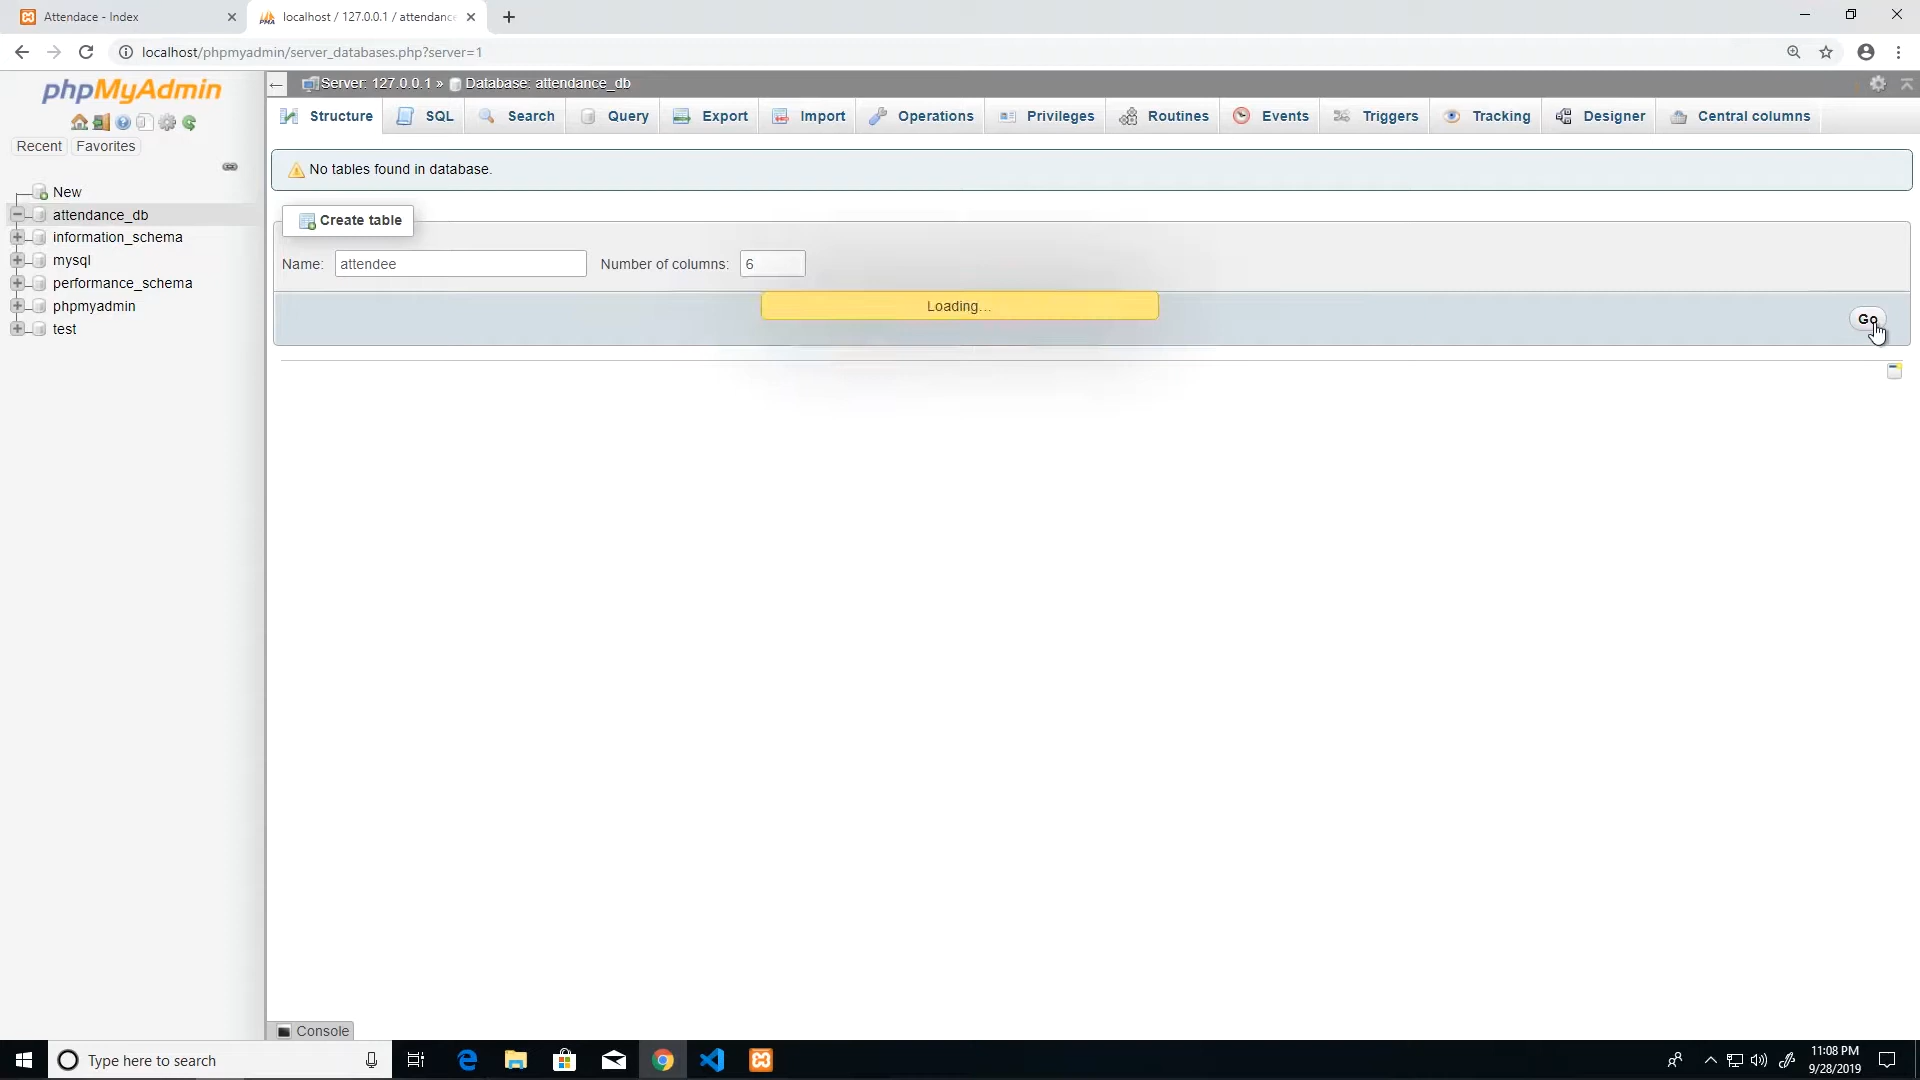 Attendace - Index
localhost / 127.0.0.1 / attendance
localhost/phpmyadmin/server_databases.php?server=1
phpMyAdmin
Server: 127.0.0.1 » Database: attendance_db
Structure SQL Search Query Export Import Operations Privileges Routines Events Triggers Tracking Designer Central columns
Recent Favorites
New
attendance_db
information_schema
mysql
performance_schema
phpmyadmin
test
No tables found in database.
Create table
Name: attendee Number of columns: 6
Loading...
Go
Console
Type here to search
11:08 PM
9/28/2019